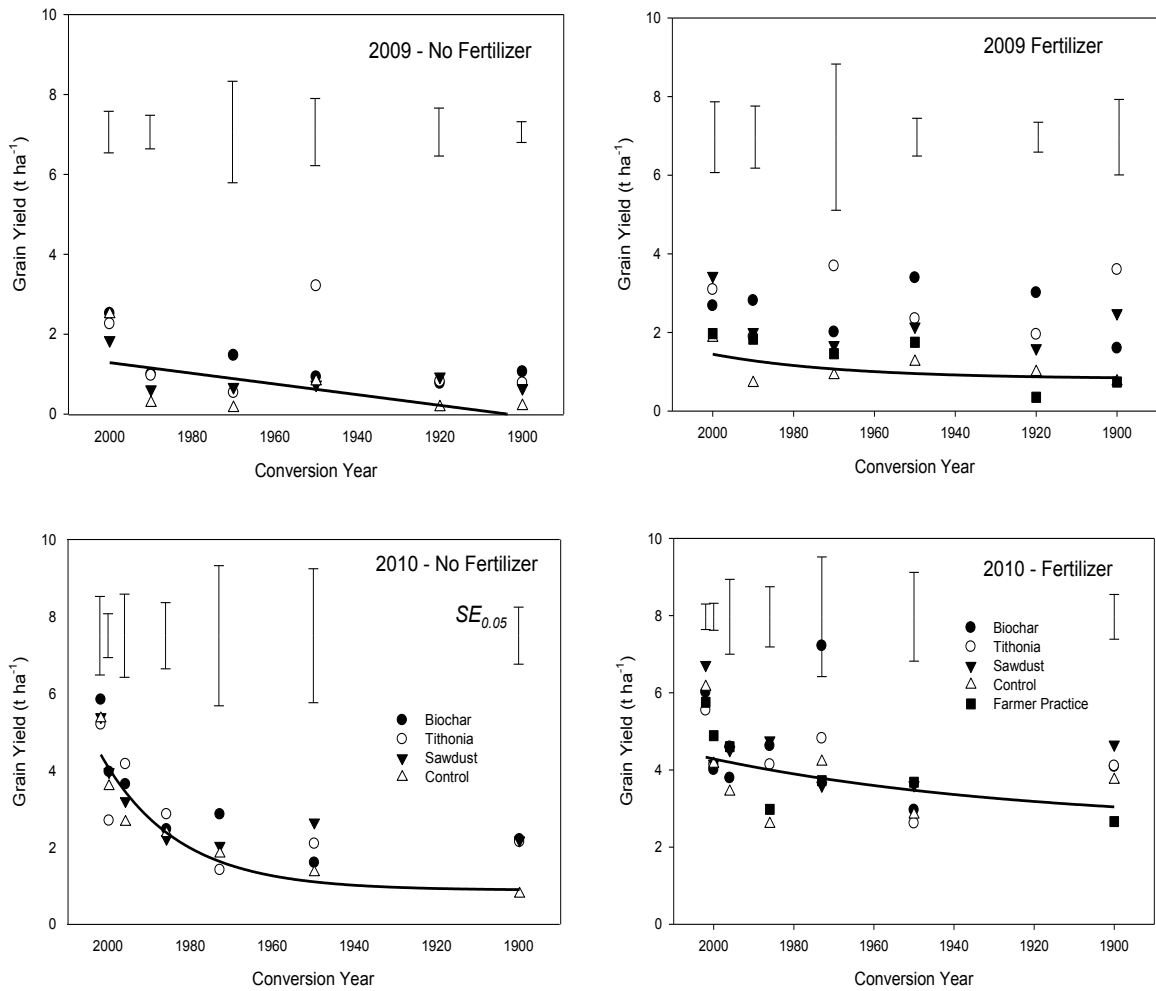 2009 - No Fertilizer
Grain Yield (t ha-1)
10
8
6
4
2
0
2000 1980 1960 1940 1920 1900
Conversion Year
2009 Fertilizer
Grain Yield (t ha-1)
10
8
6
4
2
0
2000 1980 1960 1940 1920 1900
Conversion Year
2010 - No Fertilizer
SE0.05
Biochar
Tithonia
Sawdust
Control
Grain Yield (t ha-1)
10
8
6
4
2
0
2000 1980 1960 1940 1920 1900
Conversion Year
2010 - Fertilizer
Biochar
Tithonia
Sawdust
Control
Farmer Practice
Grain Yield (t ha-1)
10
8
6
4
2
0
2000 1980 1960 1940 1920 1900
Conversion Year